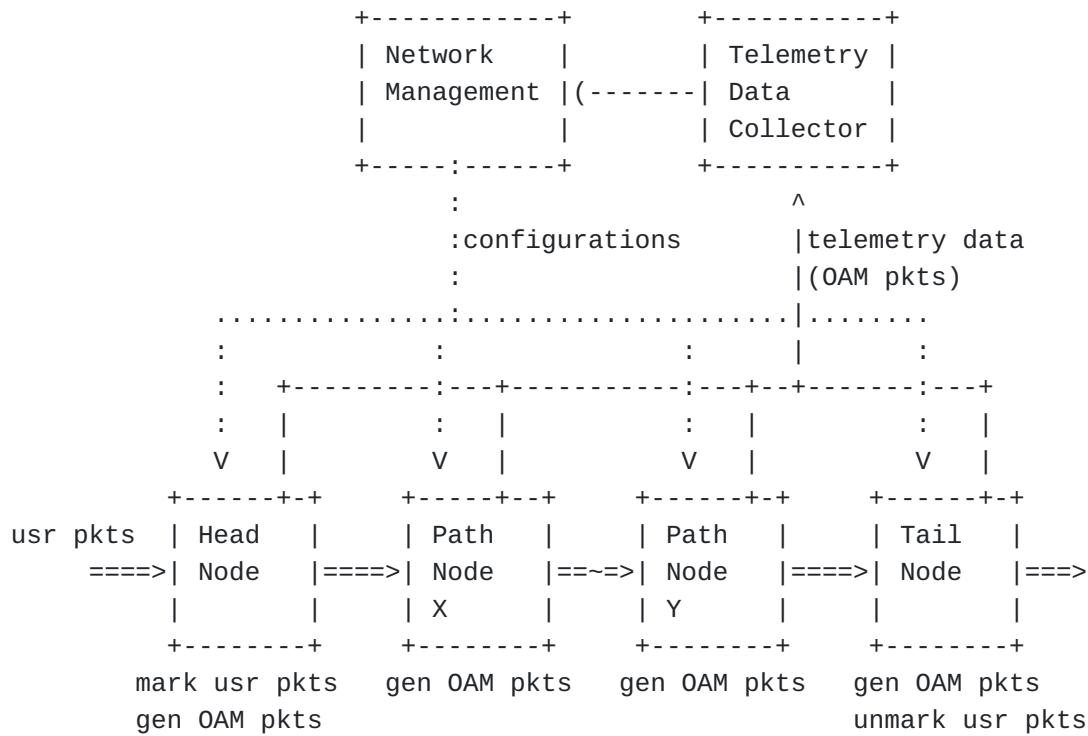 Network Management
Telemetry Data Collector
configurations
telemetry data
(OAM pkts)
usr pkts
Head Node
Path Node X
Path Node Y
Tail Node
mark usr pkts
gen OAM pkts
gen OAM pkts
gen OAM pkts
gen OAM pkts
unmark usr pkts